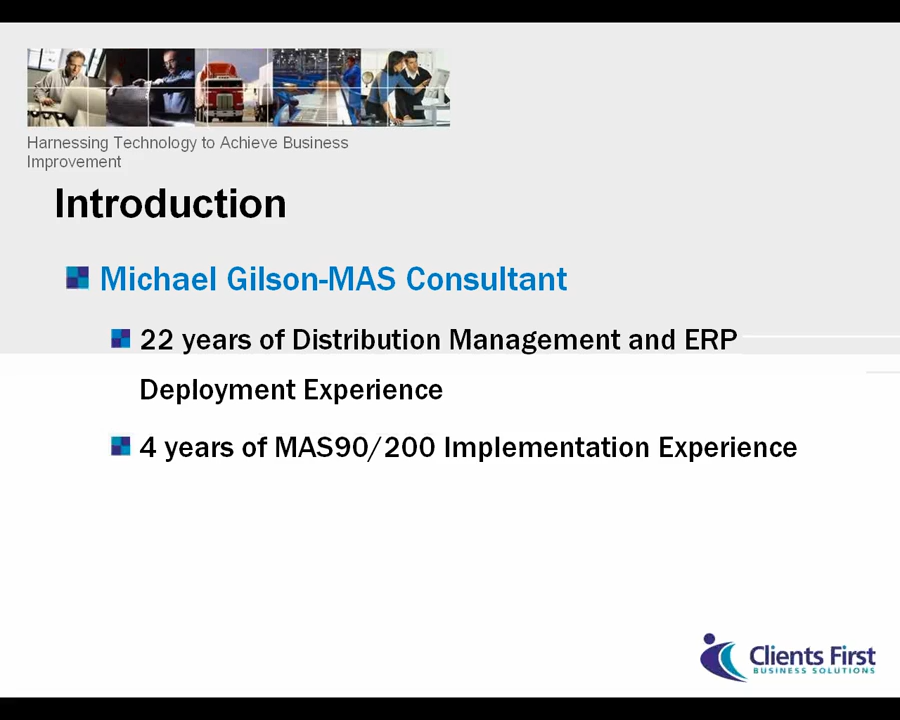 Harnessing Technology to Achieve Business
Improvement
Introduction
Michael Gilson-MAS Consultant
22 years of Distribution Management and ERP
Deployment Experience
4 years of MAS90/200 Implementation Experience
Clients First
BUSINESS SOLUTIONS